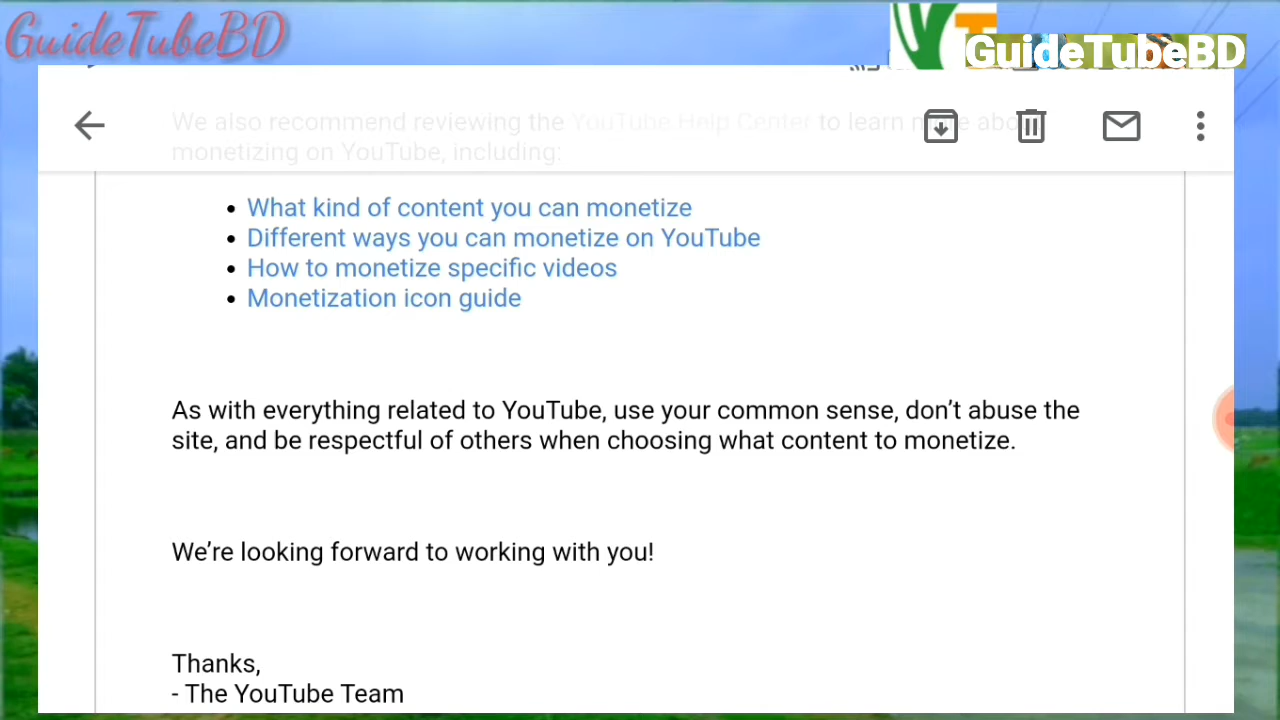 GuideTubeBD
GuideTubeBD
We also recommend reviewing the YouTube Help Center to learn
monetizing on YouTube, including:
What kind of content you can monetize
Different ways you can monetize on YouTube
How to monetize specific videos
Monetization icon guide
As with everything related to YouTube, use your common sense, don’t abuse the
site, and be respectful of others when choosing what content to monetize.
We’re looking forward to working with you!
Thanks,
- The YouTube Team